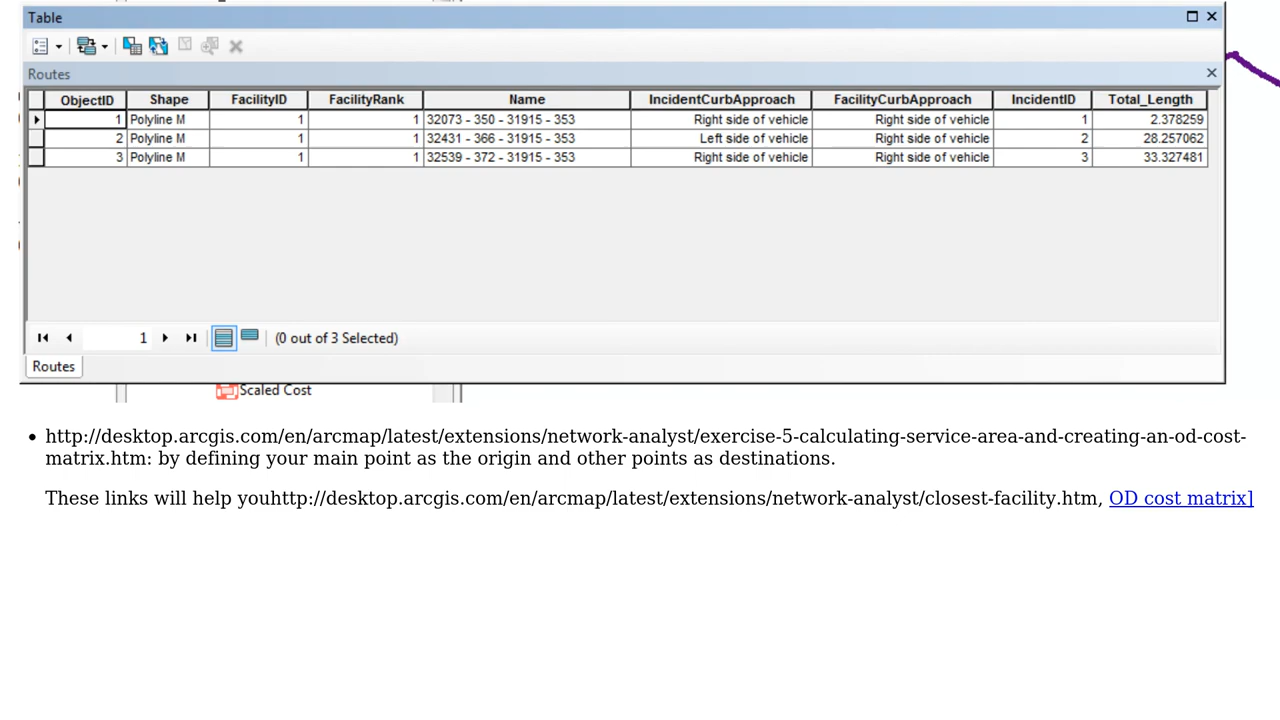 Table
Routes
ObjectID Shape FacilityID FacilityRank Name IncidentCurbApproach FacilityCurbApproach IncidentID Total_Length
1 Polyline M 1 1 32073 - 350 - 31915 - 353 Right side of vehicle Right side of vehicle 1 2.378259
2 Polyline M 1 1 32431 - 366 - 31915 - 353 Left side of vehicle Right side of vehicle 2 28.257062
3 Polyline M 1 1 32539 - 372 - 31915 - 353 Right side of vehicle Right side of vehicle 3 33.327481
1 (0 out of 3 Selected)
Routes
Scaled Cost
• http://desktop.arcgis.com/en/arcmap/latest/extensions/network-analyst/exercise-5-calculating-service-area-and-creating-an-od-cost-
matrix.htm: by defining your main point as the origin and other points as destinations.
These links will help youhttp://desktop.arcgis.com/en/arcmap/latest/extensions/network-analyst/closest-facility.htm, OD cost matrix]